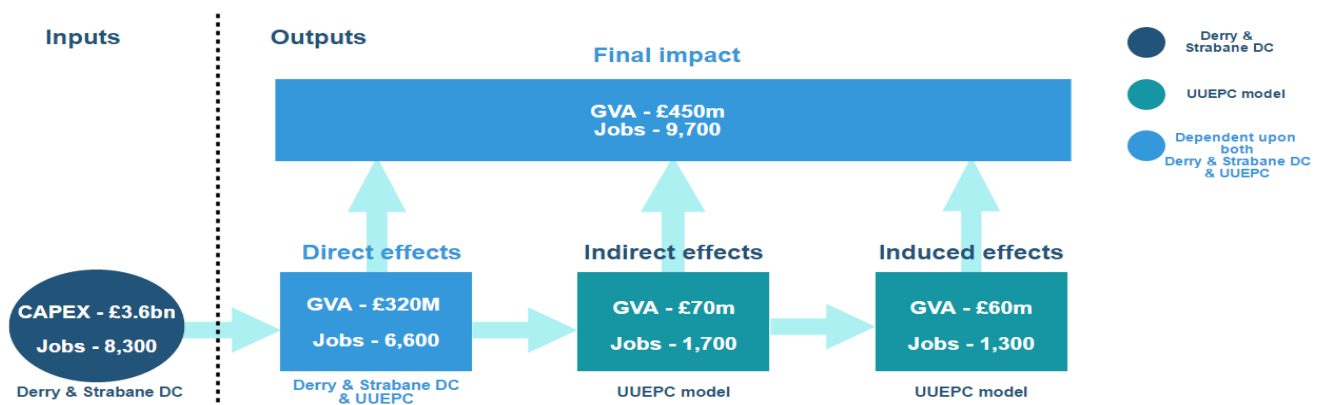 Inputs
Outputs
Final impact
GVA - £450m
Jobs - 9,700
Derry &
Strabane DC
UUEPC model
Dependent upon
both
Derry & Strabane DC
& UUEPC
CAPEX - £3.6bn
Jobs - 8,300
Derry & Strabane DC
Direct effects
GVA - £320M
Jobs - 6,600
Derry & Strabane DC
& UUEPC
Indirect effects
GVA - £70m
Jobs - 1,700
UUEPC model
Induced effects
GVA - £60m
Jobs - 1,300
UUEPC model